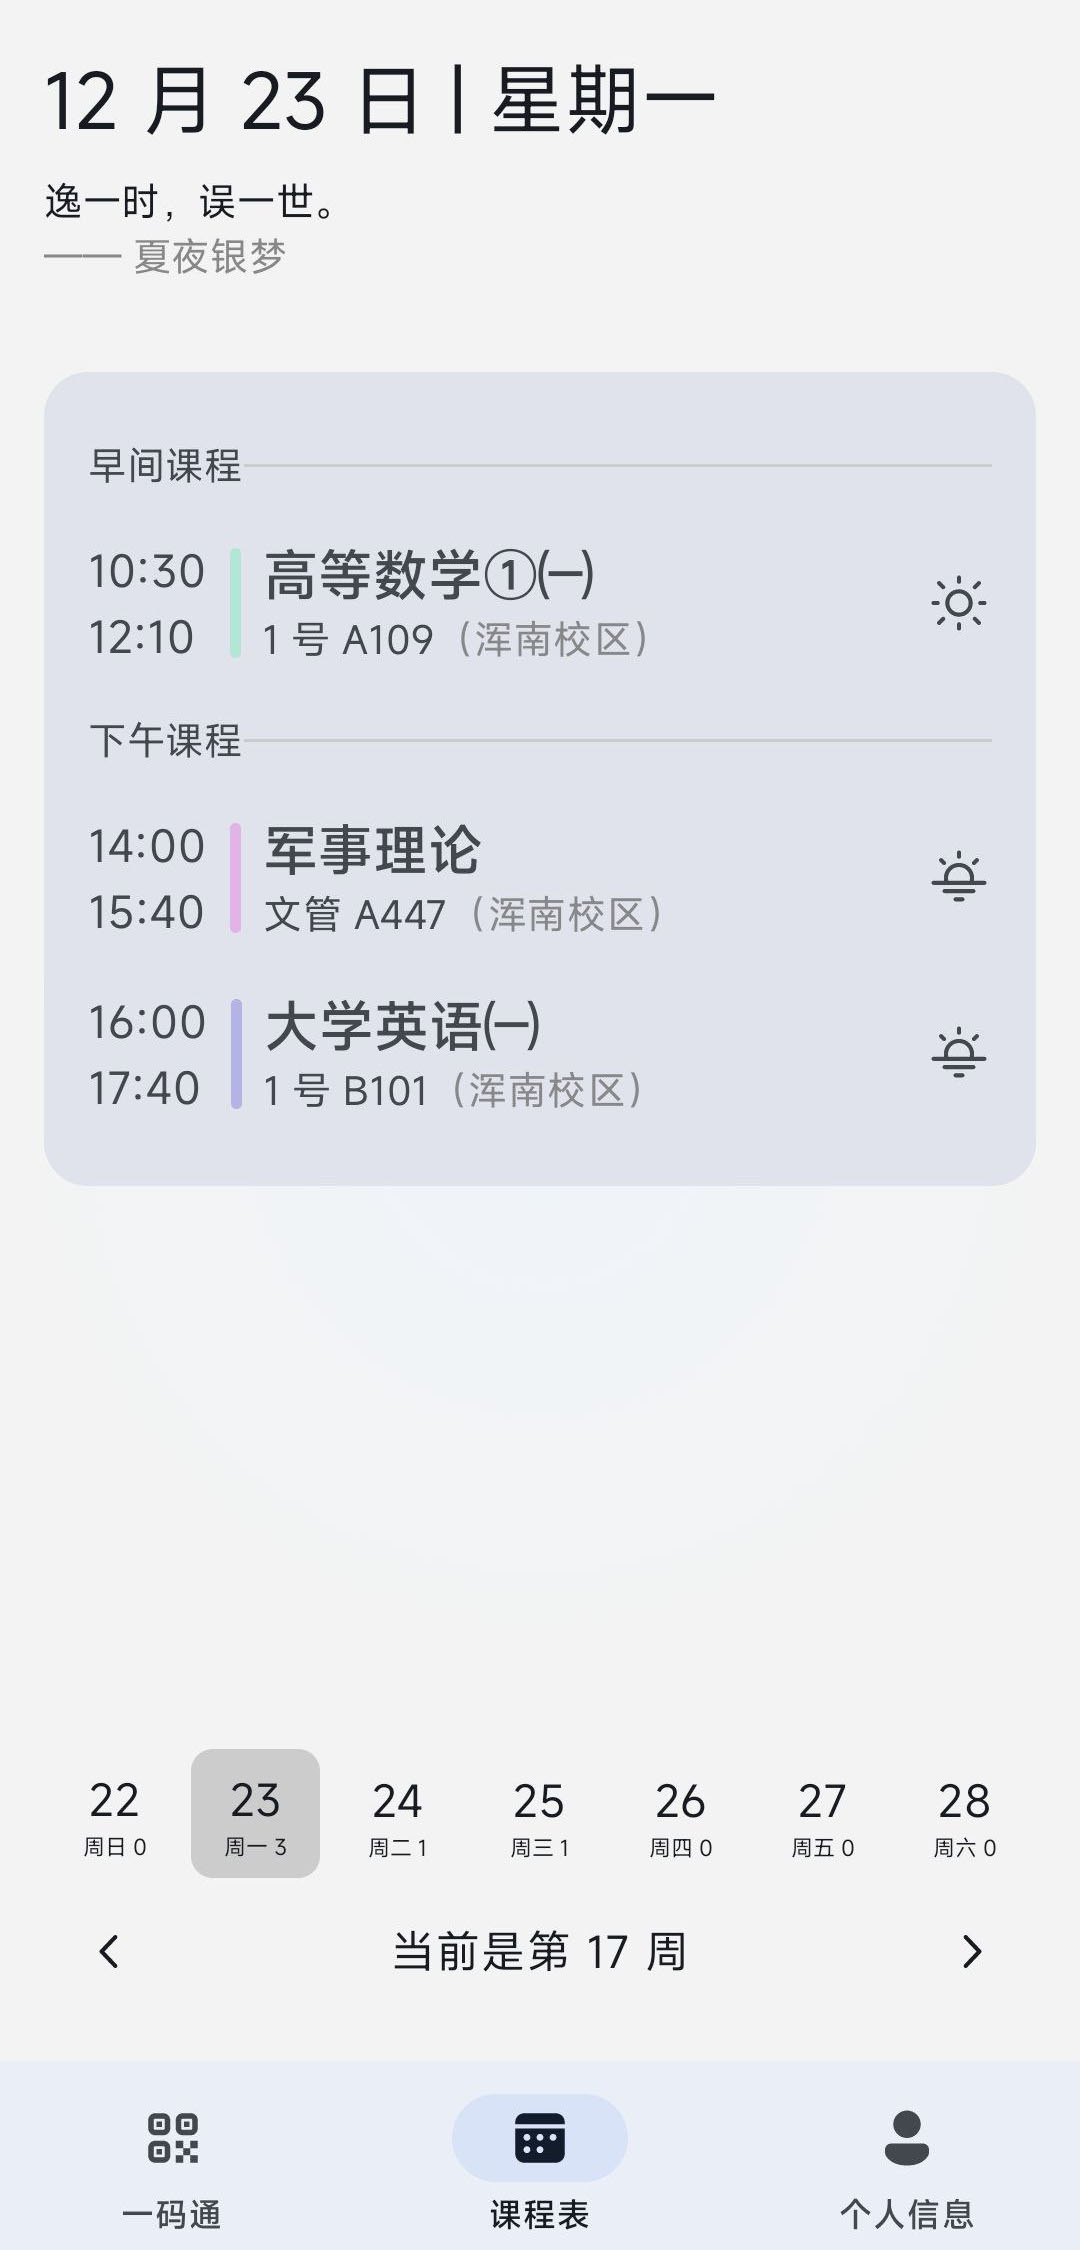 12 月 23 日 | 星期一
逸一时，误一世。
—— 夏夜银梦
早间课程
10:30
12:10
高等数学①㈠
1 号 A109（浑南校区）
下午课程
14:00
15:40
军事理论
文管 A447（浑南校区）
16:00
17:40
大学英语㈠
1 号 B101（浑南校区）
22 23 24 25 26 27 28
周日 0 周一 3 周二 1 周三 1 周四 0 周五 0 周六 0
当前是第 17 周
一码通 课程表 个人信息